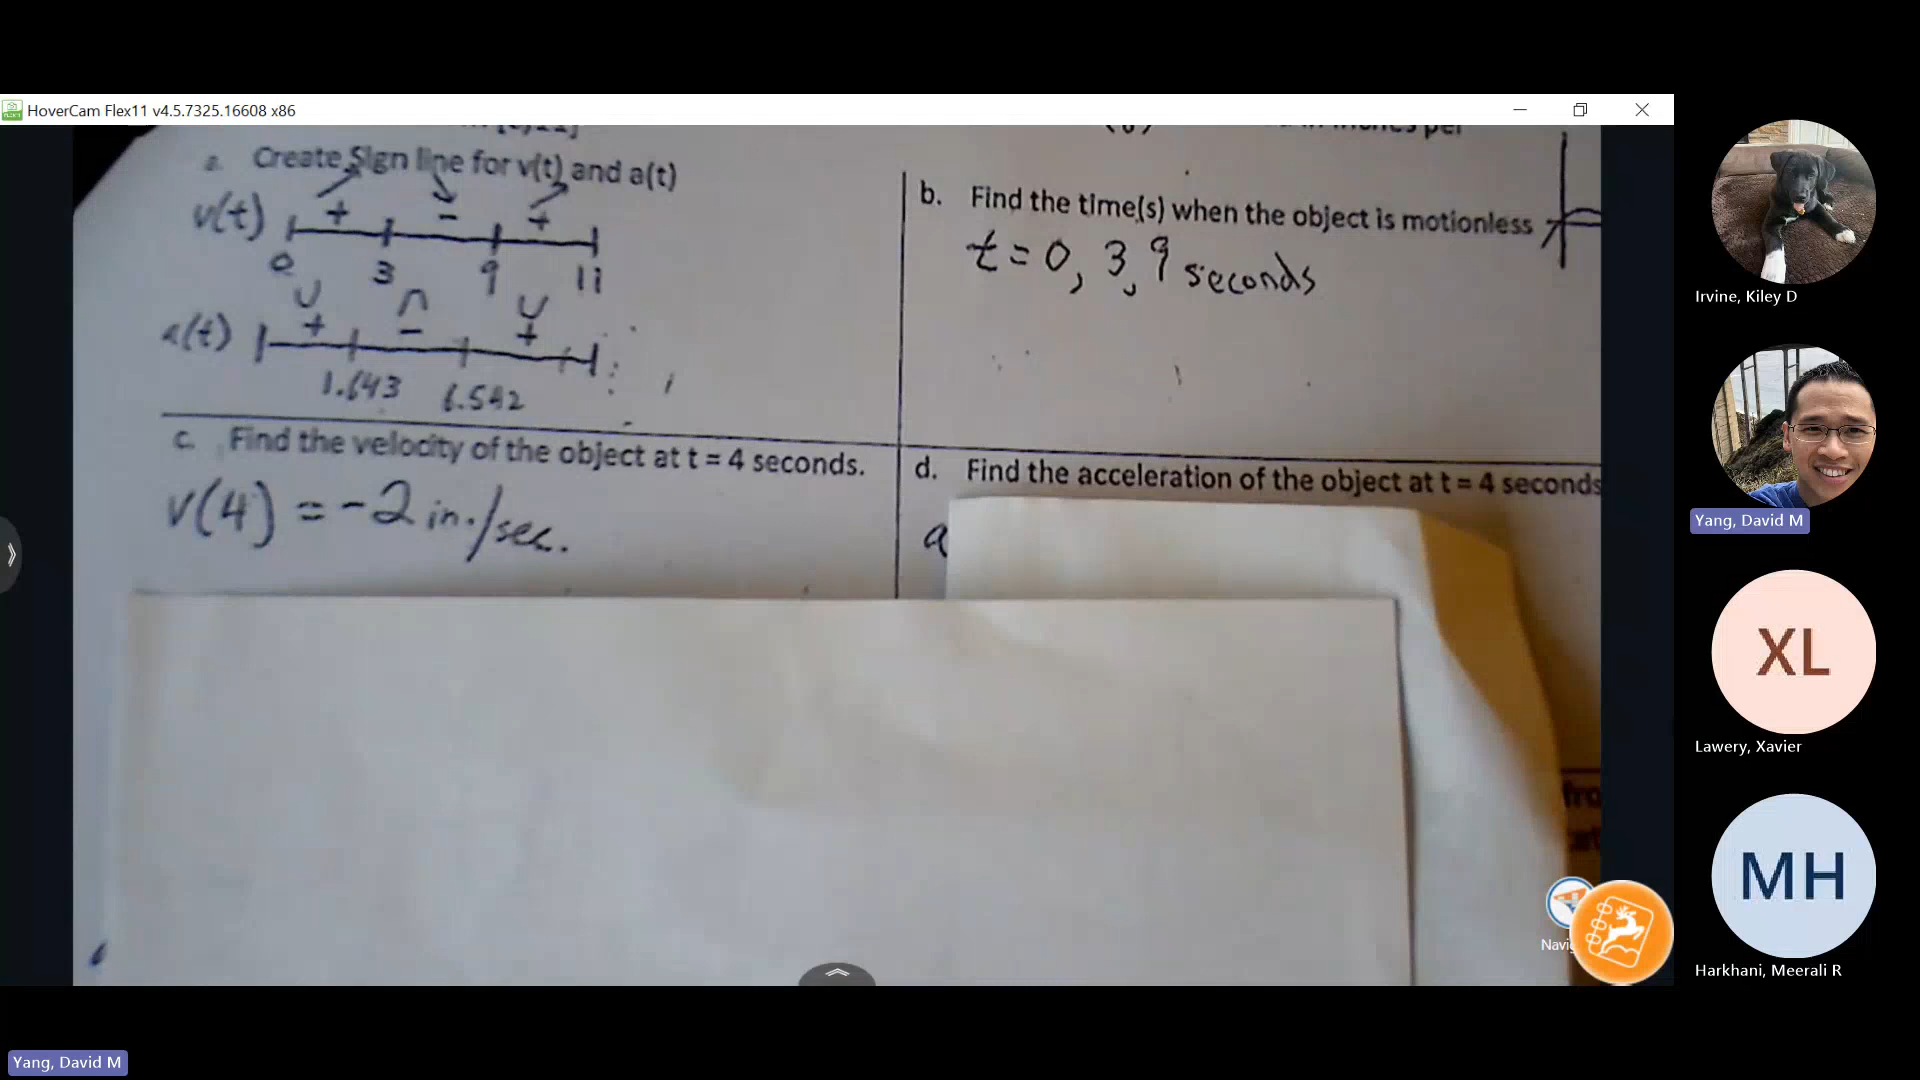 HoverCam Flex11 v4.5.7325.16608 x86
a. Create Sign line for v(t) and a(t)
v(t) + - +
0 3 9 11
∪ ∩ ∪
a(t) + - +
1.643 6.542
b. Find the time(s) when the object is motionless
t = 0, 3, 9 seconds
c. Find the velocity of the object at t = 4 seconds.
v(4) = -2 in./sec.
d. Find the acceleration of the object at t = 4 seconds
a
Irvine, Kiley D
Yang, David M
XL
Lawery, Xavier
MH
Harkhani, Meerali R
Yang, David M